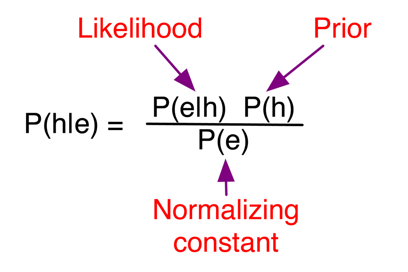 Likelihood Prior
P(e|h) P(h)
P(h|e) =
P(e)
Normalizing
constant